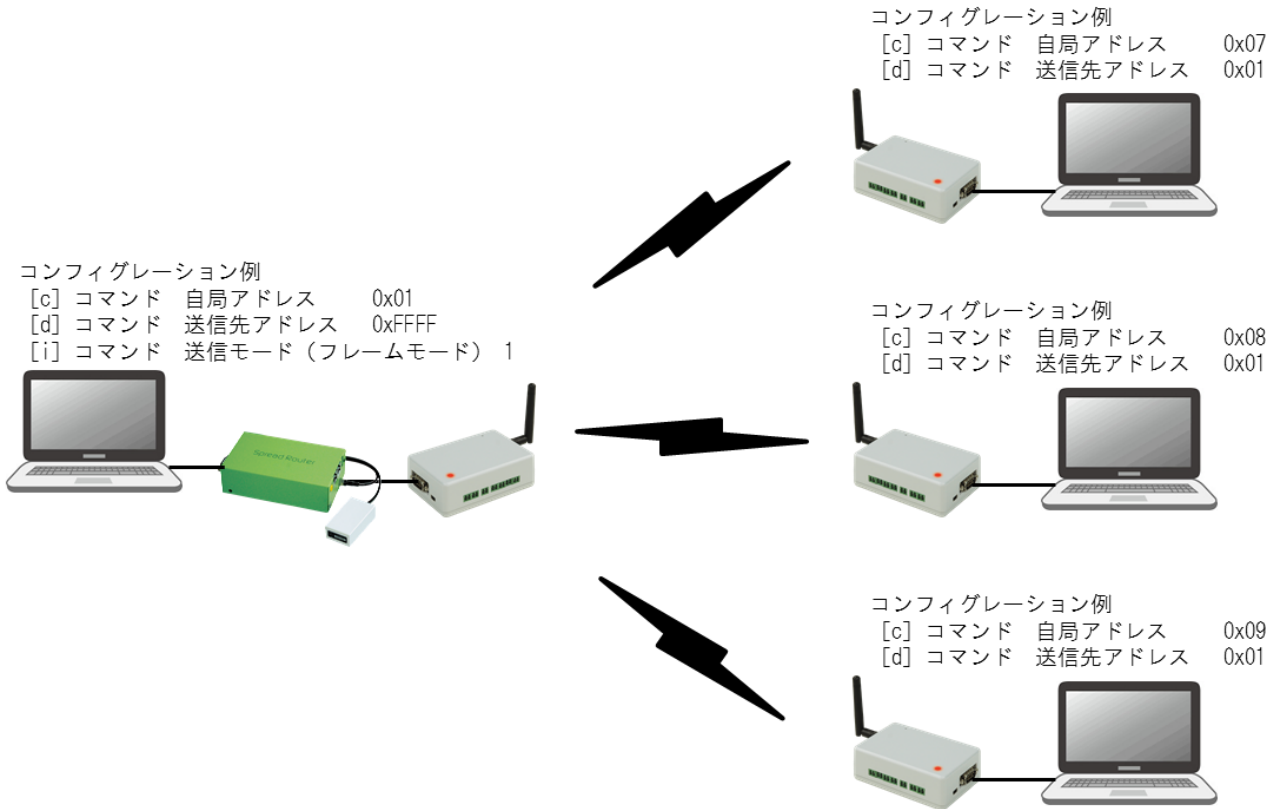 コンフィグレーション例
[c] コマンド 自局アドレス 0x07
[d] コマンド 送信先アドレス 0x01
コンフィグレーション例
[c] コマンド 自局アドレス 0x01
[d] コマンド 送信先アドレス 0xFFFF
[i] コマンド 送信モード（フレームモード） 1
Spread Router
コンフィグレーション例
[c] コマンド 自局アドレス 0x08
[d] コマンド 送信先アドレス 0x01
コンフィグレーション例
[c] コマンド 自局アドレス 0x09
[d] コマンド 送信先アドレス 0x01